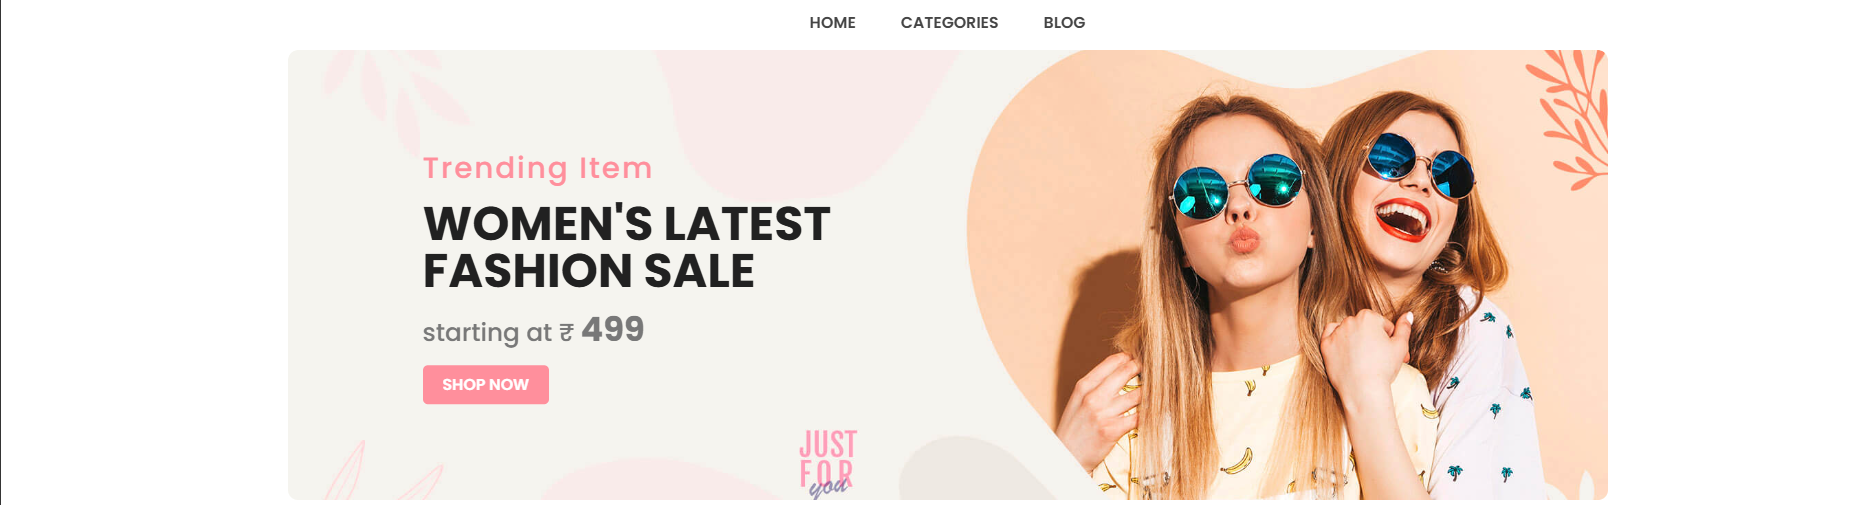 HOME CATEGORIES BLOG
Trending Item
WOMEN'S LATEST
FASHION SALE
starting at ₹ 499
SHOP NOW
JUST
FOR
you